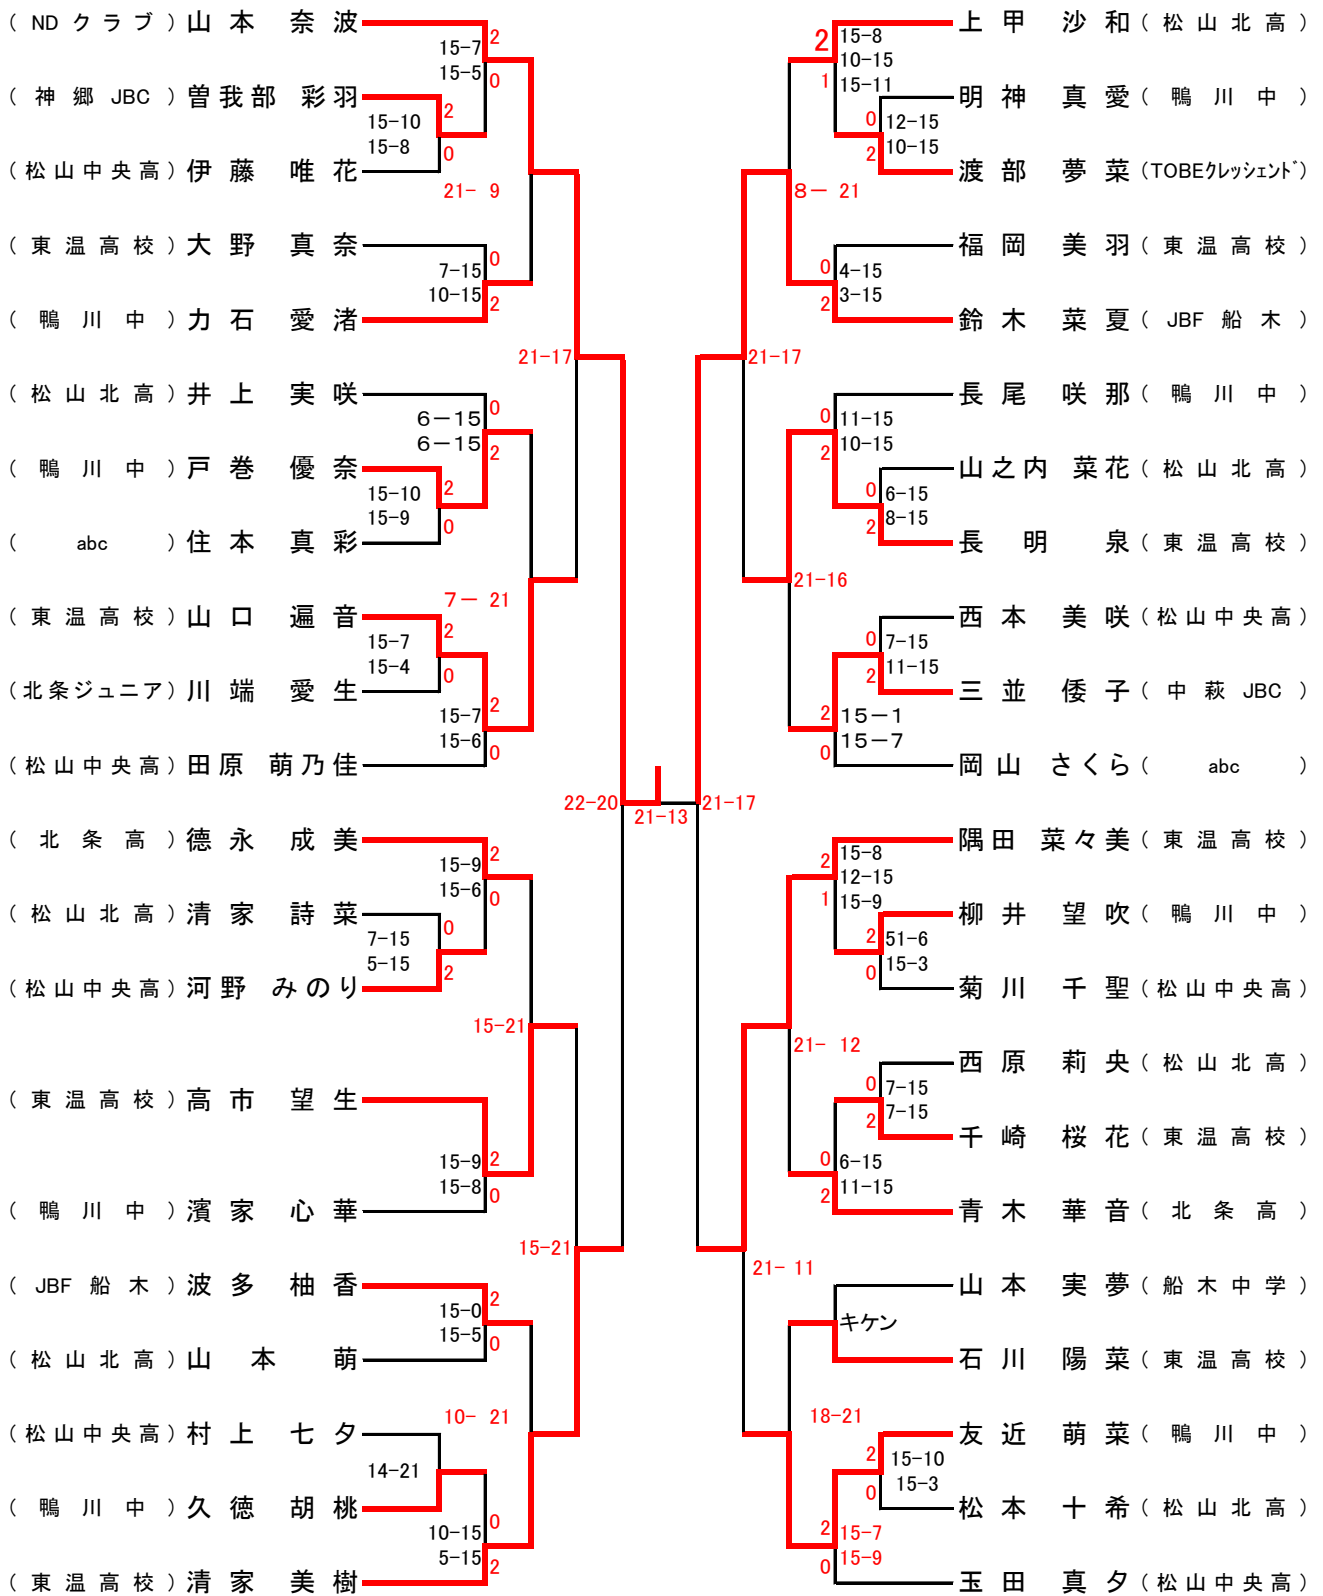 ( ND クラブ ) 山本 奈波
2
15-7
15-5
0
( 神郷 JBC ) 曽我部 彩羽
2
15-10
15-8
0
( 松山中央高 ) 伊藤 唯花
21- 9
( 東温高校 ) 大野 真奈
0
7-15
10-15
2
( 鴨川中 ) 力石 愛渚
21-17
( 松山北高 ) 井上 実咲
0
6-15
6-15
2
( 鴨川中 ) 戸巻 優奈
2
15-10
15-9
0
( abc ) 住本 真彩
7- 21
( 東温高校 ) 山口 遍音
2
15-7
15-4
0
( 北条ジュニア ) 川端 愛生
2
15-7
15-6
0
( 松山中央高 ) 田原 萌乃佳
22-20
( 北条高 ) 德永 成美
2
15-9
15-6
0
( 松山北高 ) 清家 詩菜
0
7-15
5-15
2
( 松山中央高 ) 河野 みのり
15-21
( 東温高校 ) 高市 望生
2
15-9
15-8
0
( 鴨川中 ) 濱家 心華
15-21
( JBF 船木 ) 波多 柚香
2
15-0
15-5
0
( 松山北高 ) 山本 萌
10- 21
( 松山中央高 ) 村上 七夕
14-21
( 鴨川中 ) 久徳 胡桃
0
10-15
5-15
2
( 東温高校 ) 清家 美樹
21-13
上甲 沙和 ( 松山北高 )
2
15-8
10-15
15-11
1
明神 真愛 ( 鴨川中 )
0
12-15
10-15
2
渡部 夢菜 (TOBEクレッシェンド)
8- 21
福岡 美羽 ( 東温高校 )
0
4-15
3-15
2
鈴木 菜夏 ( JBF 船木 )
21-17
長尾 咲那 ( 鴨川中 )
0
11-15
10-15
2
山之内 菜花 ( 松山北高 )
0
6-15
8-15
2
長明 泉 ( 東温高校 )
21-16
西本 美咲 ( 松山中央高 )
0
7-15
11-15
2
三並 倭子 ( 中萩 JBC )
2
15-1
15-7
0
岡山 さくら ( abc )
21-17
隅田 菜々美 ( 東温高校 )
2
15-8
12-15
15-9
1
柳井 望吹 ( 鴨川中 )
2
51-6
15-3
0
菊川 千聖 ( 松山中央高 )
21- 12
西原 莉央 ( 松山北高 )
0
7-15
7-15
2
千崎 桜花 ( 東温高校 )
0
6-15
11-15
2
青木 華音 ( 北条高 )
21- 11
山本 実夢 ( 船木中学 )
キケン
石川 陽菜 ( 東温高校 )
18-21
友近 萌菜 ( 鴨川中 )
2
15-10
15-3
0
松本 十希 ( 松山北高 )
2
15-7
15-9
0
玉田 真夕 ( 松山中央高 )